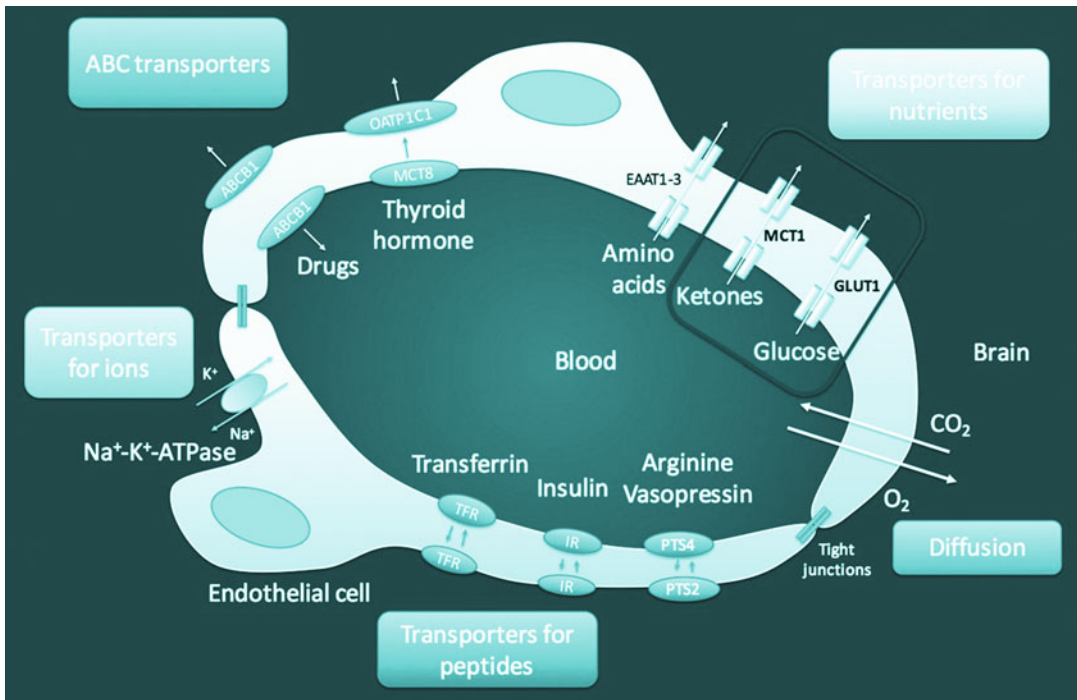 ABC transporters
Transporters for
nutrients
OATP1C1
MCT8
ABCB1
ABCB1
Thyroid
hormone
Drugs
EAAT1-3
Amino
acids
MCT1
Ketones
GLUT1
Glucose
Transporters
for ions
K⁺
Na⁺
Na⁺-K⁺-ATPase
Blood
Brain
CO₂
O₂
Transferrin
Insulin
Arginine
Vasopressin
TFR
TFR
IR
IR
PTS4
PTS2
Tight
junctions
Diffusion
Endothelial cell
Transporters for
peptides